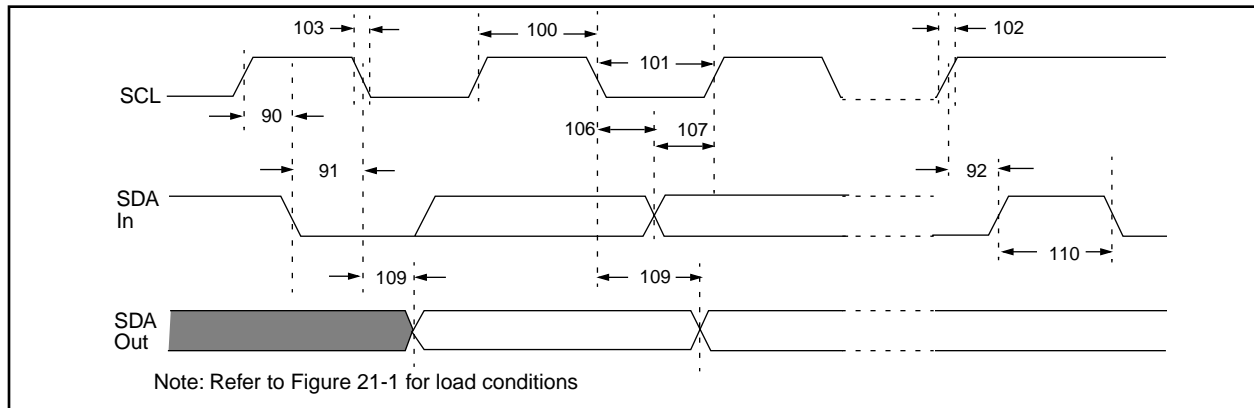 103
100
102
101
SCL
90
106
107
91
92
SDA
In
109
109
110
SDA
Out
Note: Refer to Figure 21-1 for load conditions